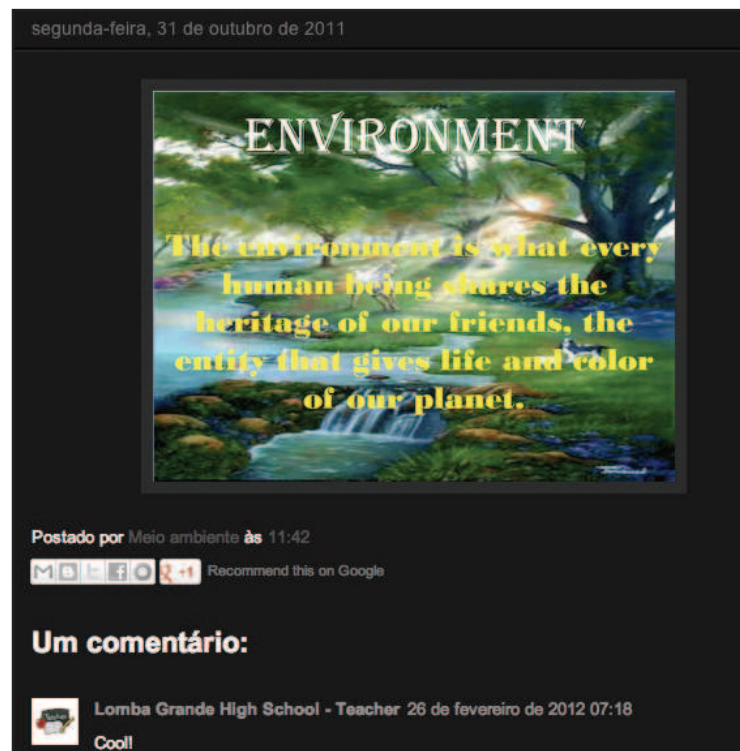 segunda-feira, 31 de outubro de 2011
ENVIRONMENT
The environment is what every
human being shares the
heritage of our friends, the
entity that gives life and color
of our planet.
Postado por Meio ambiente às 11:42
+1 Recommend this on Google
Um comentário:
Lomba Grande High School - Teacher 26 de fevereiro de 2012 07:18
Cool!